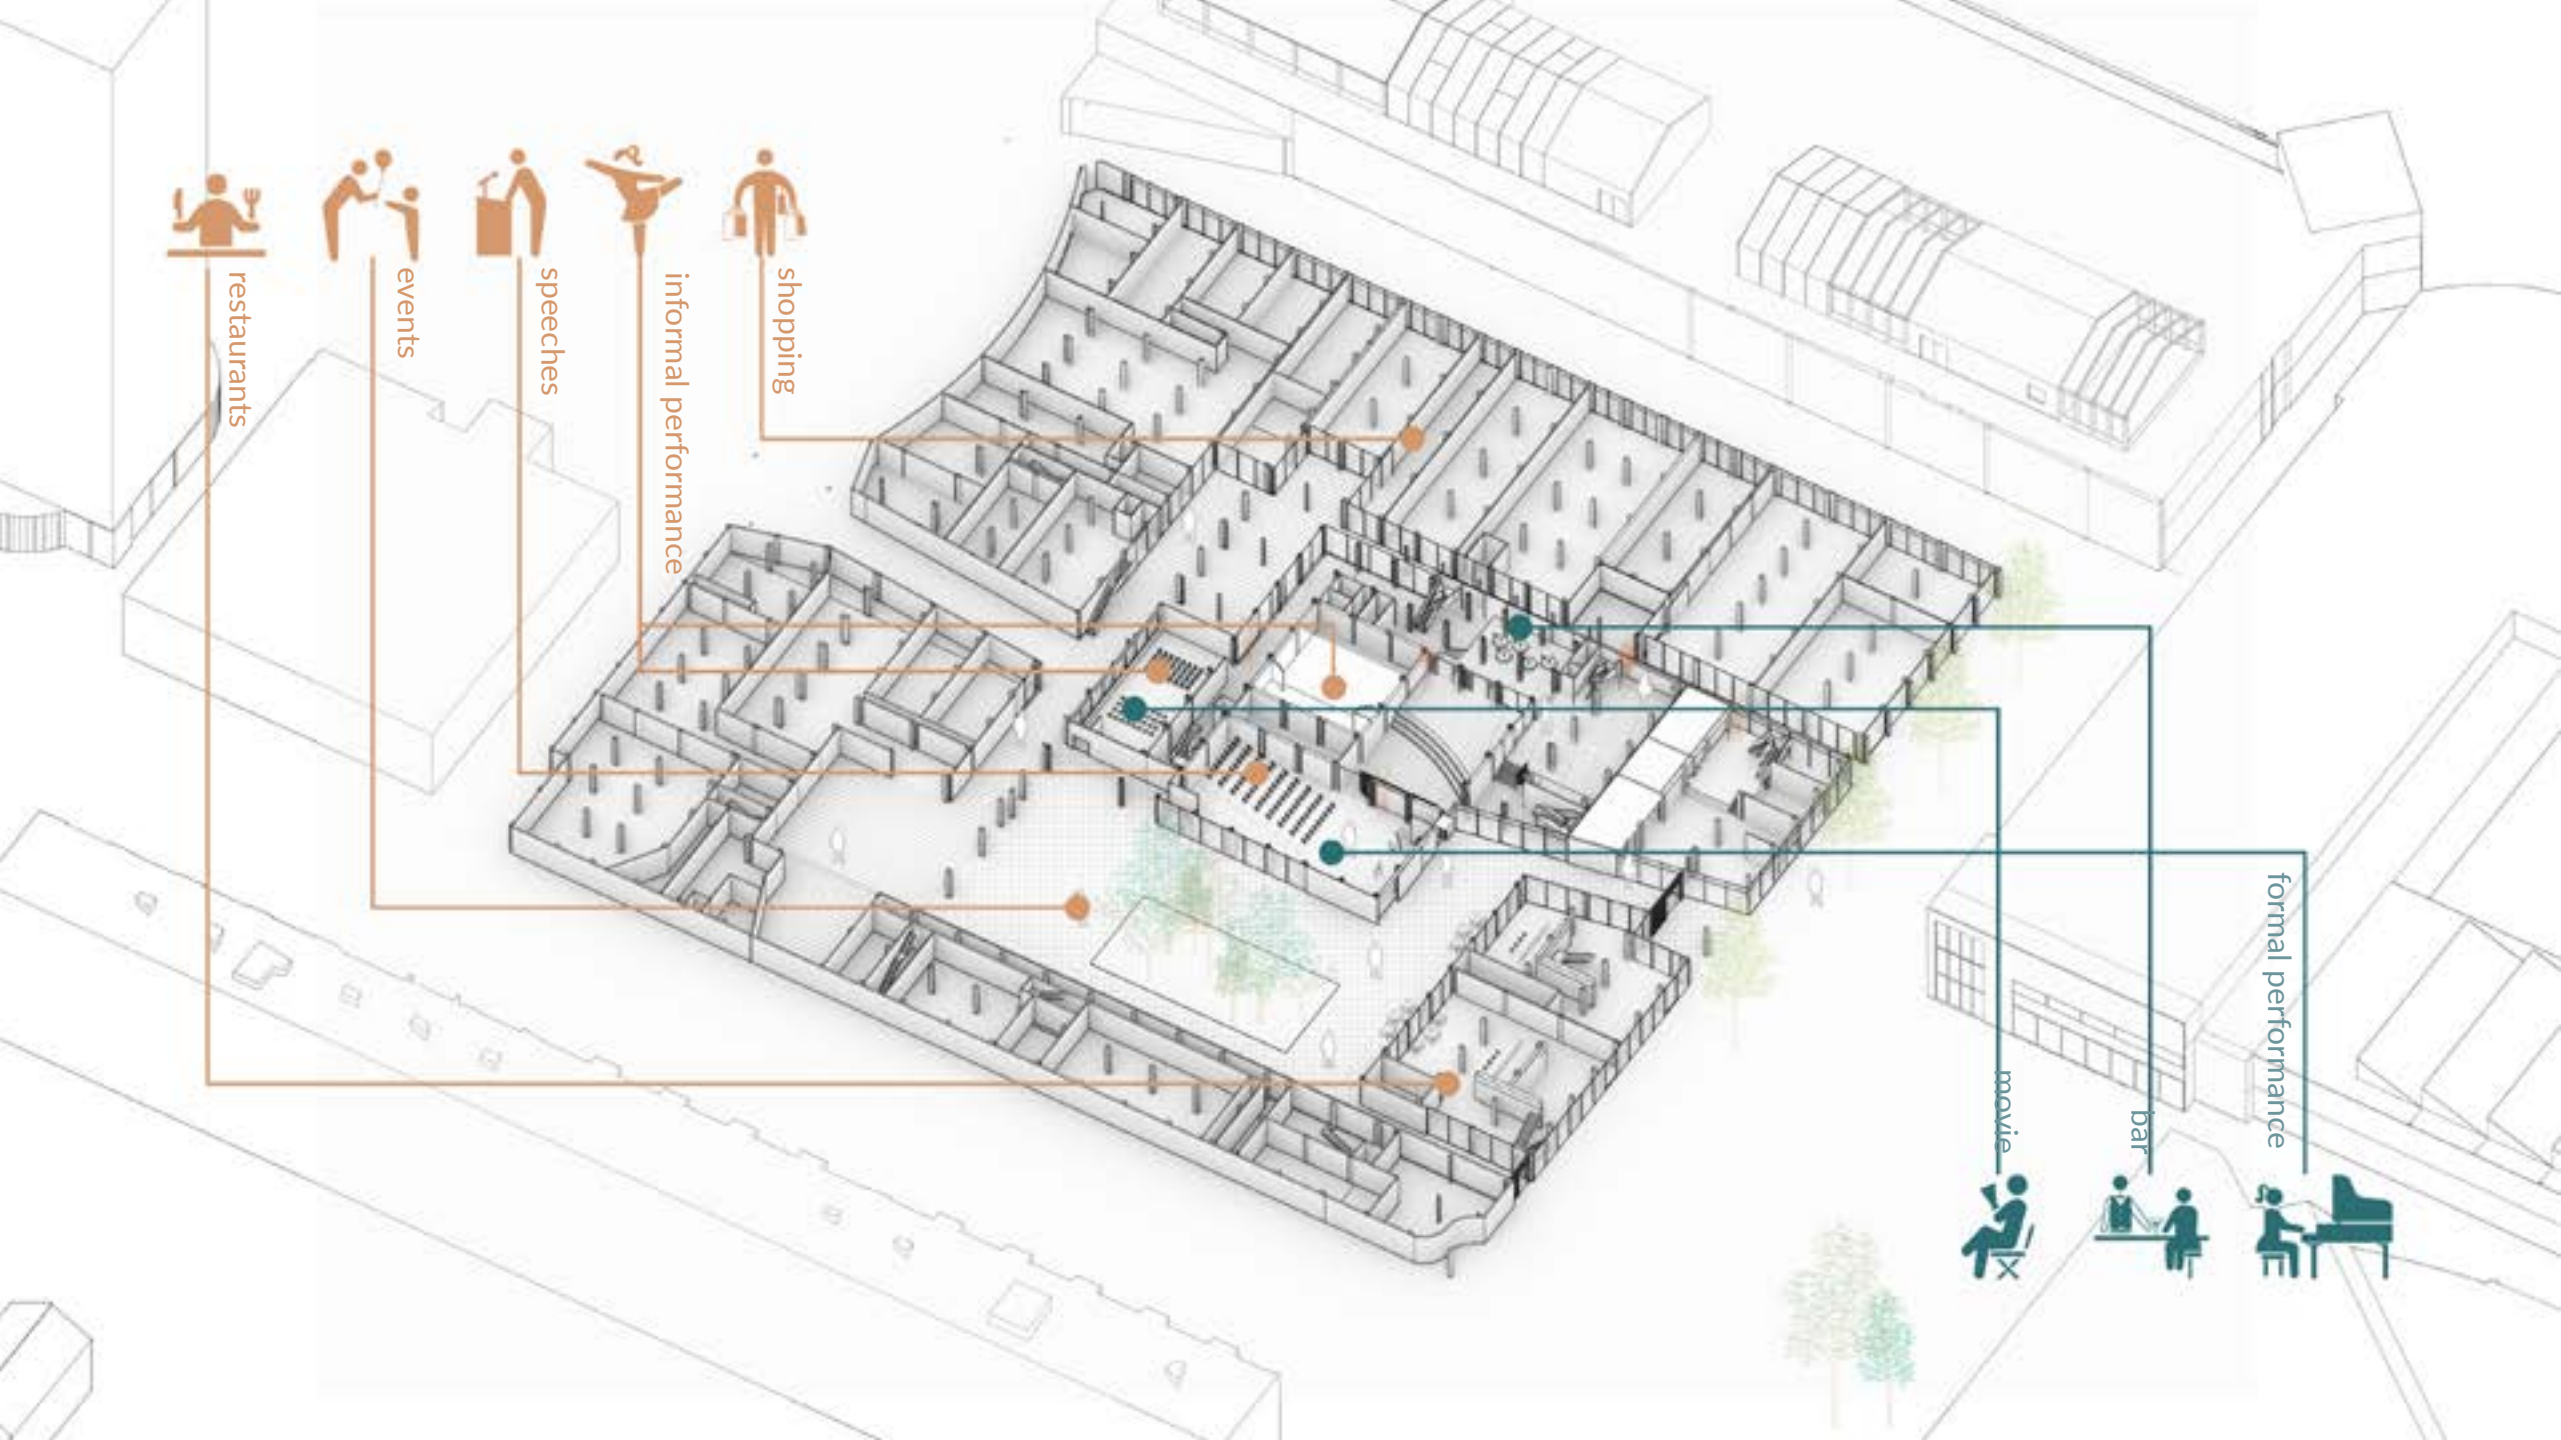 restaurants
events
speeches
informal performance
shopping
movie
bar
formal performance